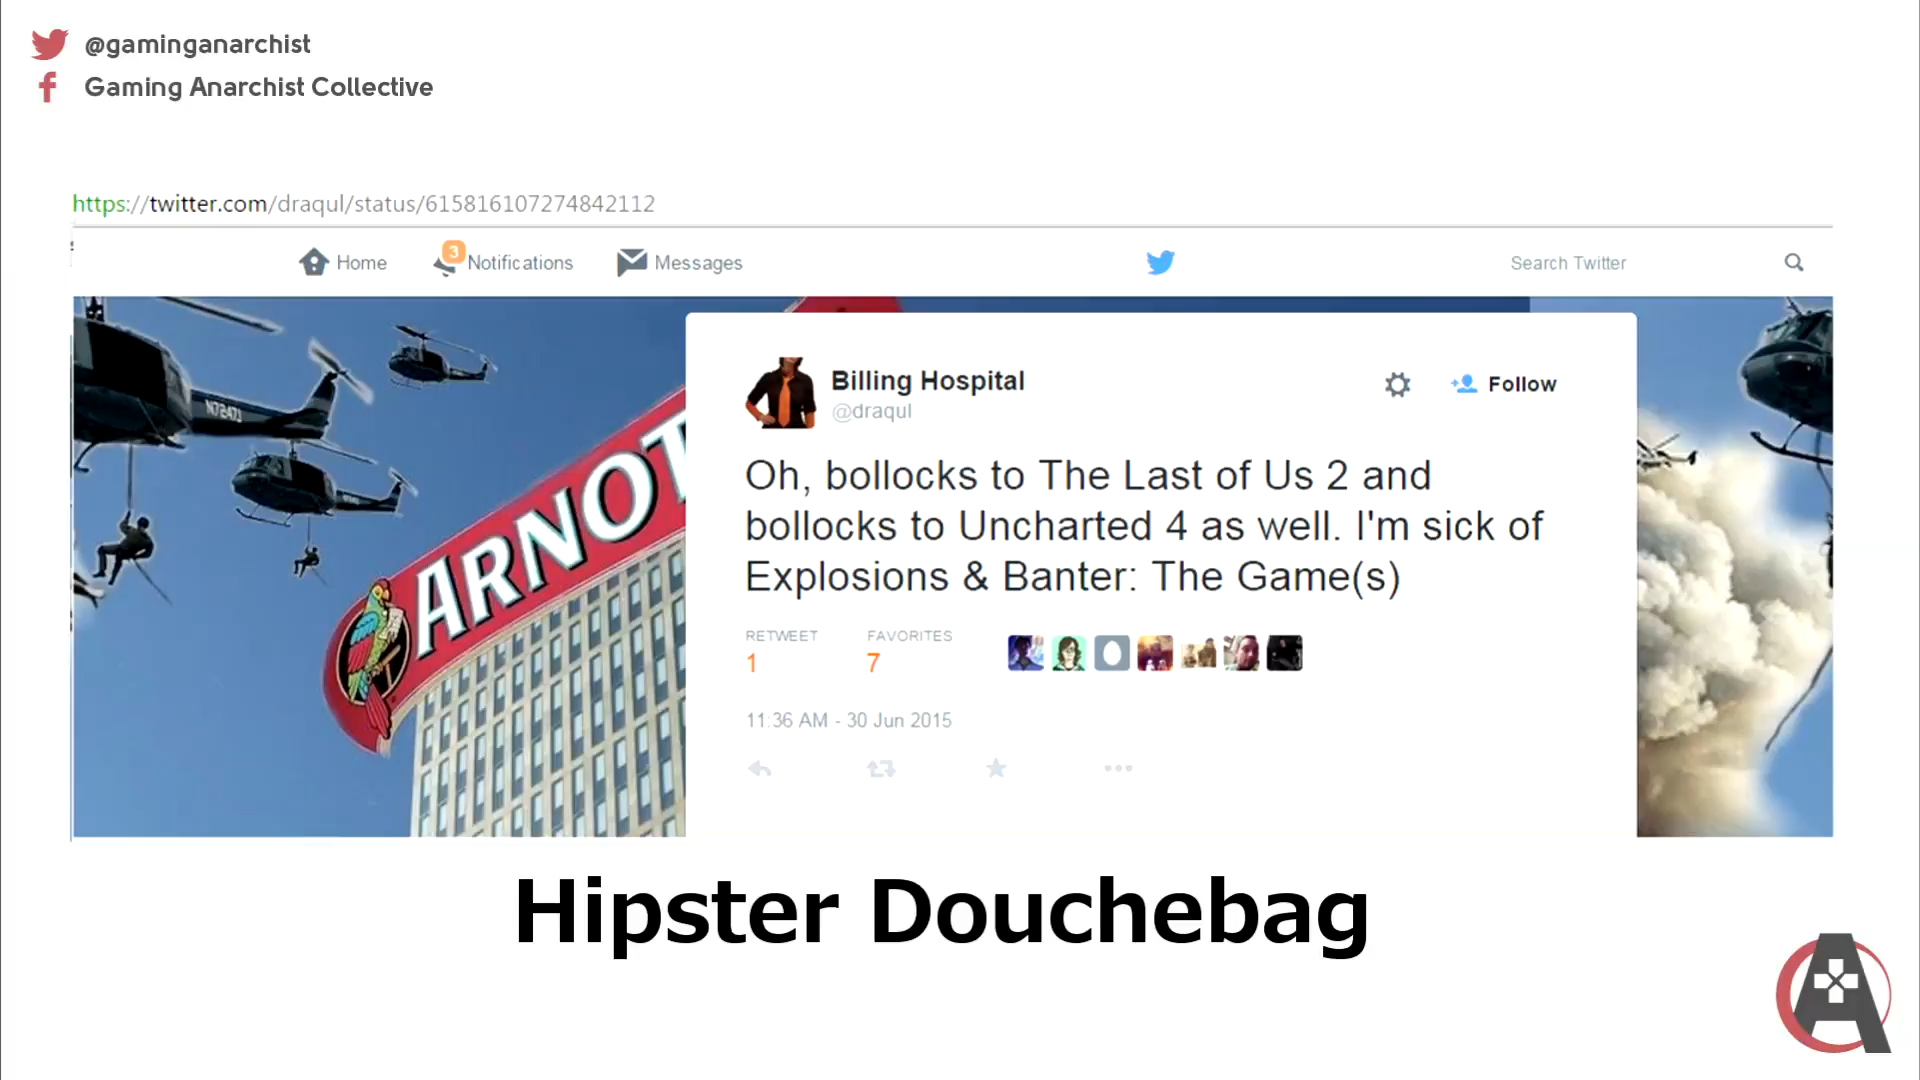 @gaminganarchist
Gaming Anarchist Collective
https://twitter.com/draqul/status/615816107274842112
Home
3
Notifications
Messages
Search Twitter
N72471
ARNOT
Billing Hospital
@draqul
Follow
Oh, bollocks to The Last of Us 2 and
bollocks to Uncharted 4 as well. I'm sick of
Explosions & Banter: The Game(s)
RETWEET FAVORITES
1 7
11:36 AM - 30 Jun 2015
Hipster Douchebag